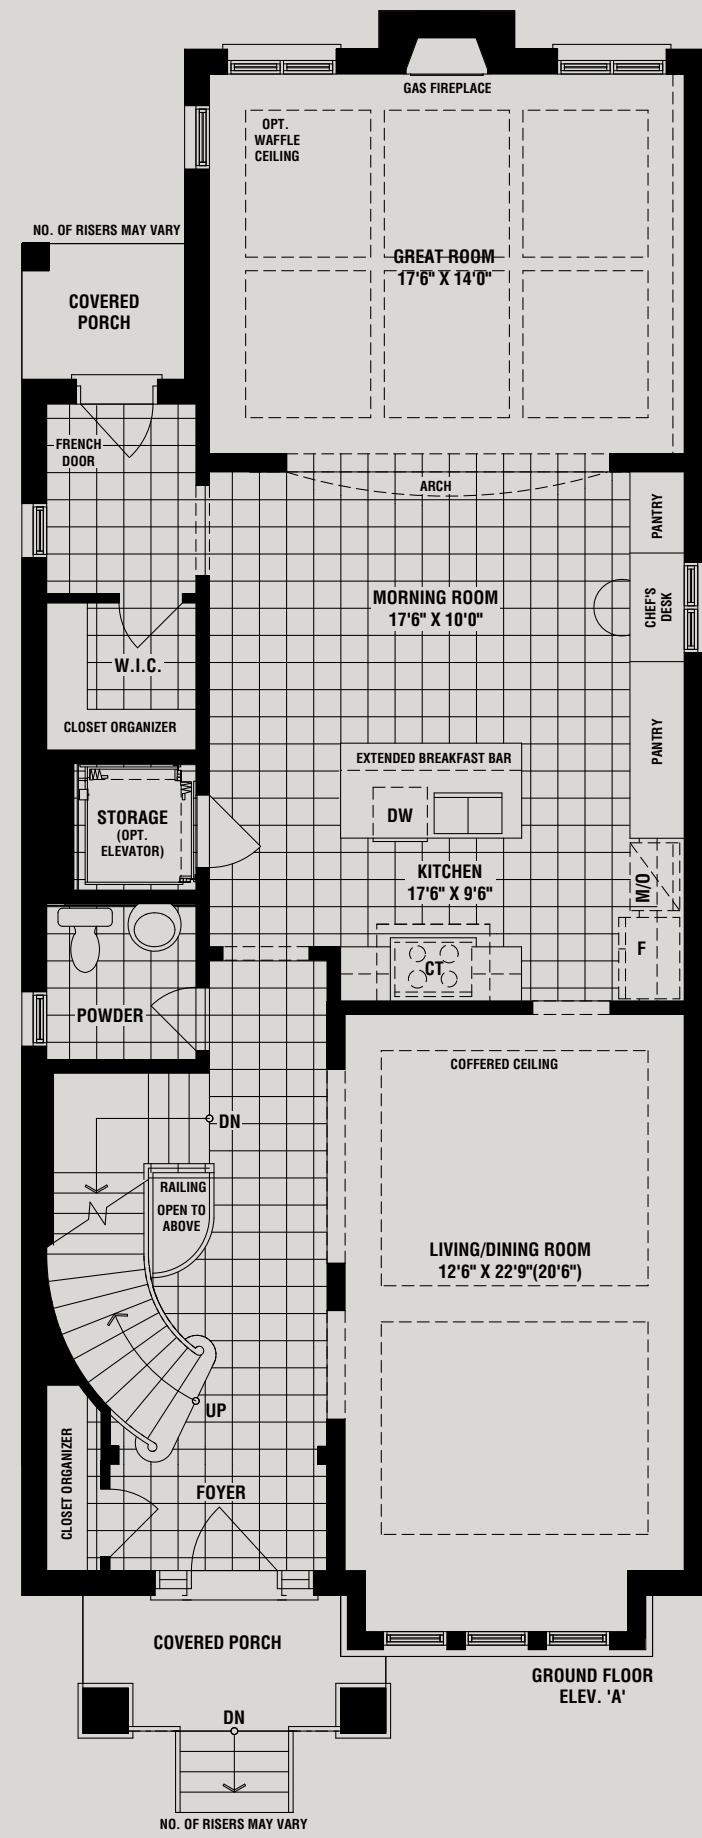 GAS FIREPLACE
OPT.
WAFFLE
CEILING
NO. OF RISERS MAY VARY
GREAT ROOM
17'6" X 14'0"
COVERED
PORCH
FRENCH
DOOR
ARCH
PANTRY
MORNING ROOM
17'6" X 10'0"
CHEF'S
DESK
W.I.C.
CLOSET ORGANIZER
PANTRY
EXTENDED BREAKFAST BAR
STORAGE
(OPT.
ELEVATOR)
DW
KITCHEN
17'6" X 9'6"
M/O
F
CT
POWDER
COFFERED CEILING
DN
RAILING
OPEN TO
ABOVE
LIVING/DINING ROOM
12'6" X 22'9"(20'6")
UP
CLOSET ORGANIZER
FOYER
COVERED PORCH
GROUND FLOOR
ELEV. 'A'
DN
NO. OF RISERS MAY VARY